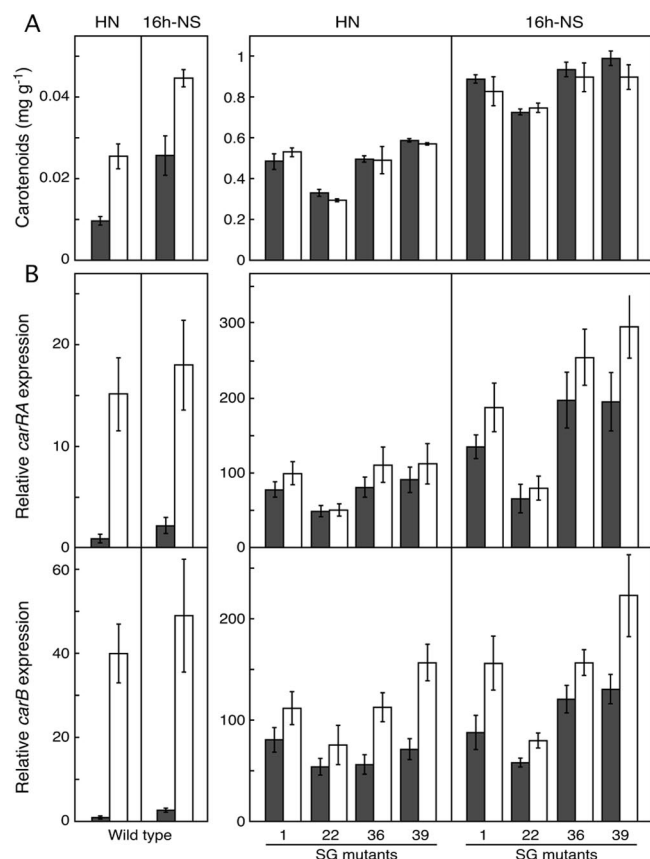 A HN 16h-NS HN 16h-NS
Carotenoids (mg g⁻¹)
0.04
0.02
0
1
0.8
0.6
0.4
0.2
0
B
Relative carRA expression
20
10
0
300
200
100
0
Relative carB expression
60
40
20
0
200
100
0
Wild type
1 22 36 39 1 22 36 39
SG mutants SG mutants